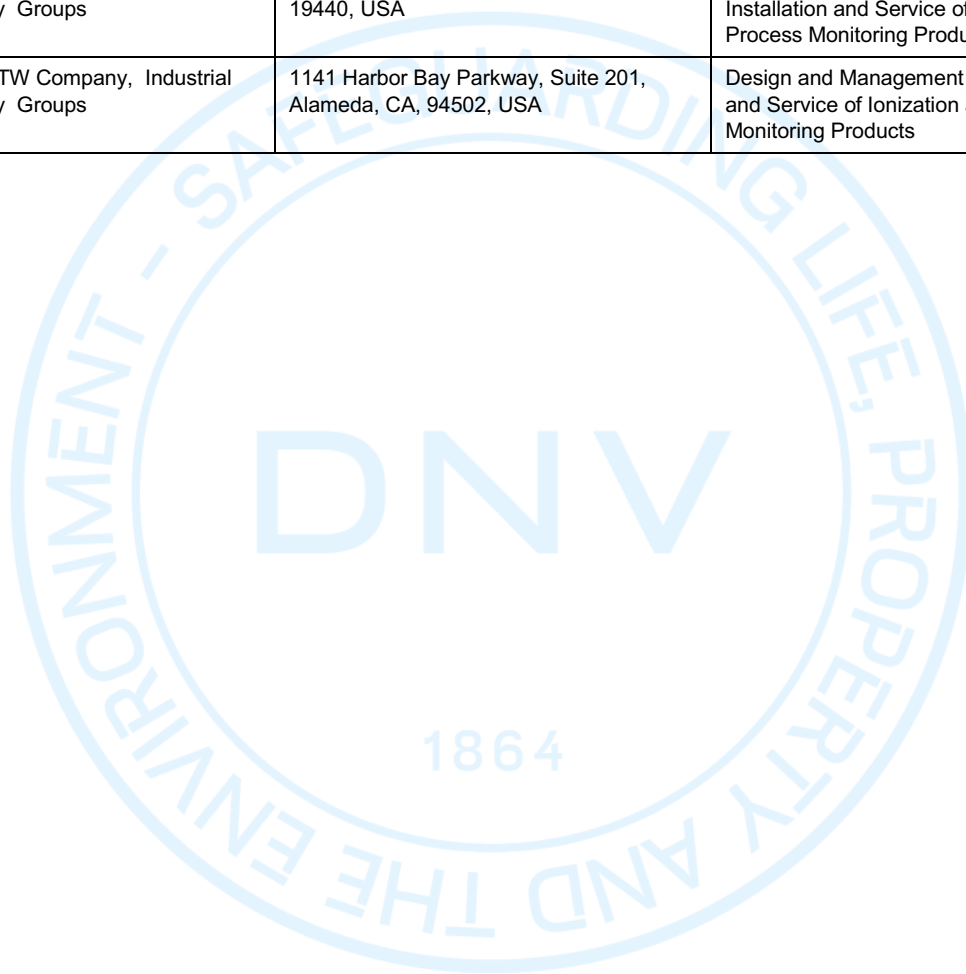 Groups
19440, USA
Installation and Service of
Process Monitoring
TW Company, Industrial
Groups
1141 Harbor Bay Parkway, Suite 201,
Alameda, CA, 94502, USA
Design and Management
and Service of Ionization
Monitoring Products
SAFEGUARDING LIFE, PROPERTY AND THE ENVIRONMENT -
DNV
1864